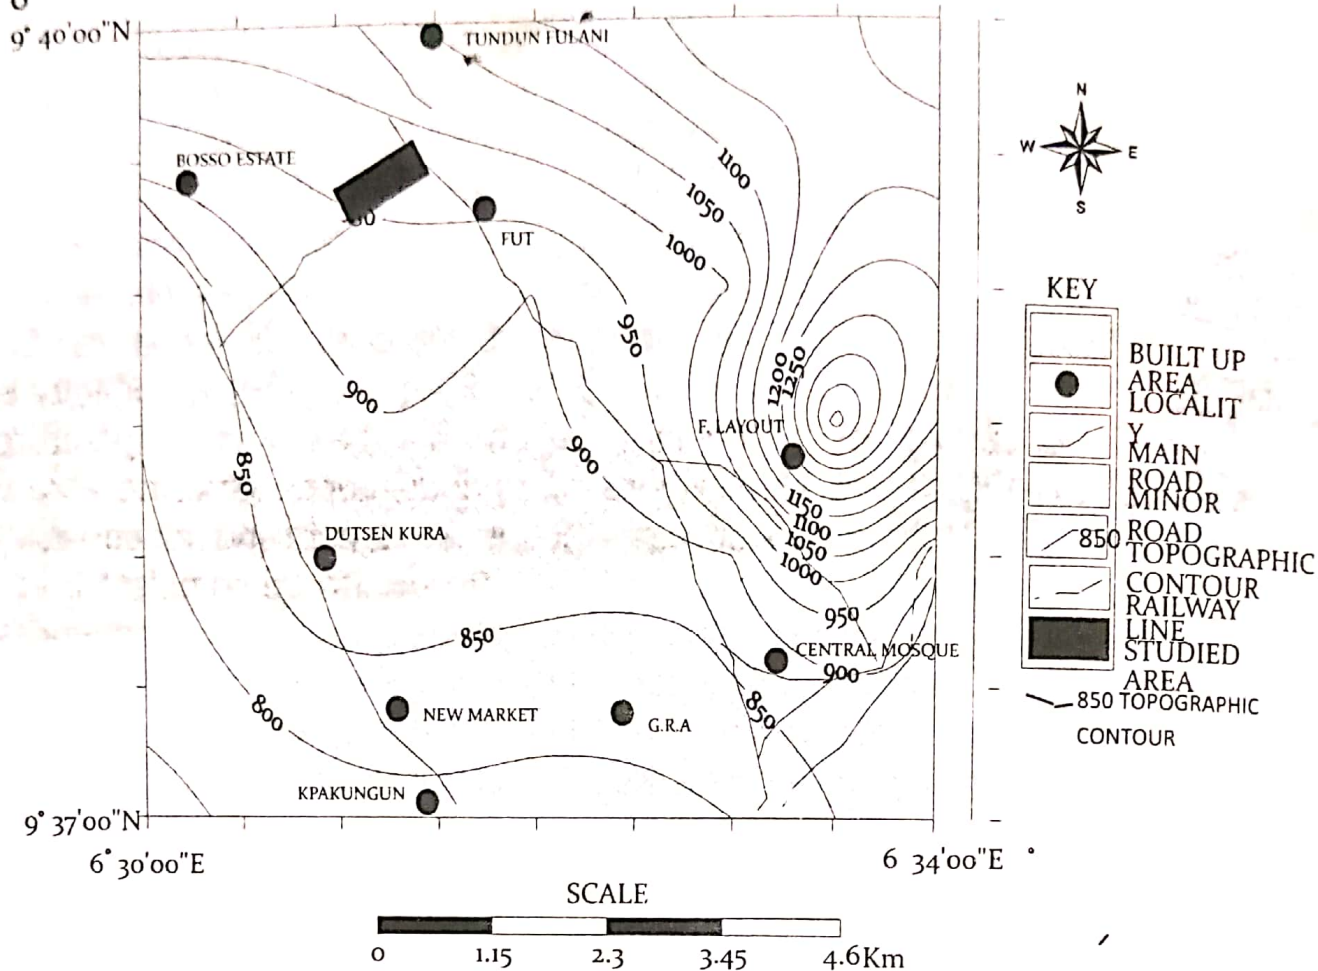 9° 40'00"N
TUNDUN FULANI
N
W
E
S
BOSSO ESTATE
1100
1050
1000
FUT
950
1200
1250
900
F. LAYOUT
900
850
DUTSEN KURA
1150
1100
1050
1000
950
850
CENTRAL MOSQUE
900
850
800
NEW MARKET
G.R.A
KPAKUNGUN
9° 37'00"N
6° 30'00"E
6 34'00"E °
KEY
BUILT UP
AREA
LOCALIT
Y
MAIN
ROAD
MINOR
ROAD
850
TOPOGRAPHIC
CONTOUR
RAILWAY
LINE
STUDIED
AREA
850 TOPOGRAPHIC
CONTOUR
SCALE
0 1.15 2.3 3.45 4.6Km